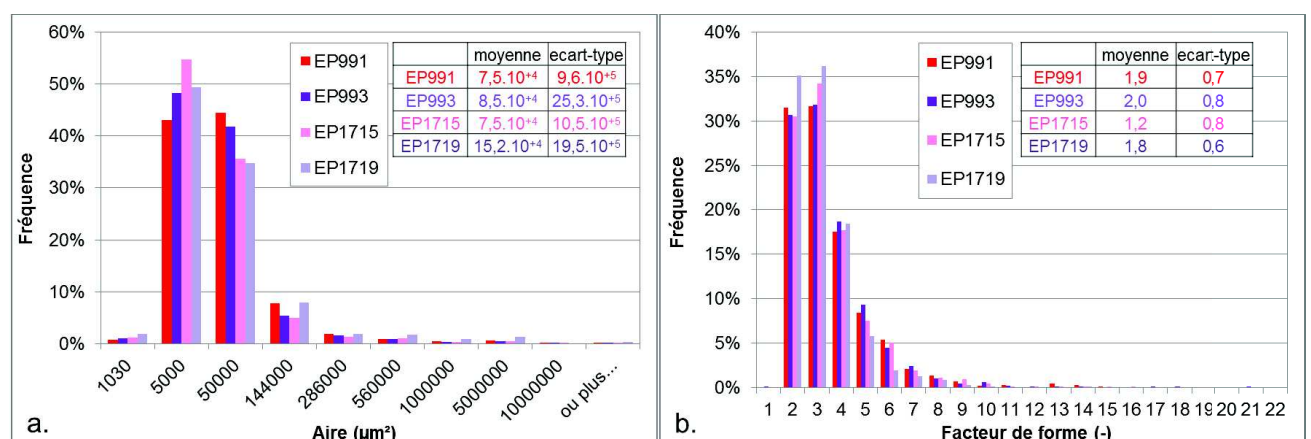 60%
50%
40%
30%
20%
10%
0%
Fréquence
EP991
EP993
EP1715
EP1719
moyenne ecart-type
EP991 7,5.10+4 9,6.10+5
EP993 8,5.10+4 25,3.10+5
EP1715 7,5.10+4 10,5.10+5
EP1719 15,2.10+4 19,5.10+5
1030 5000 50000 14000 286000 560000 1000000 5000000 10000000 ou plus...
a.
Aire (µm²)
40%
35%
30%
25%
20%
15%
10%
5%
0%
Fréquence
EP991
EP993
EP1715
EP1719
moyenne ecar.-type
EP991 1,9 0,7
EP993 2,0 0,8
EP1715 1,2 0,8
EP1719 1,8 0,6
1 2 3 4 5 6 7 8 9 10 11 12 13 14 15 16 17 18 19 20 21 22
b.
Facteur de forme (-)